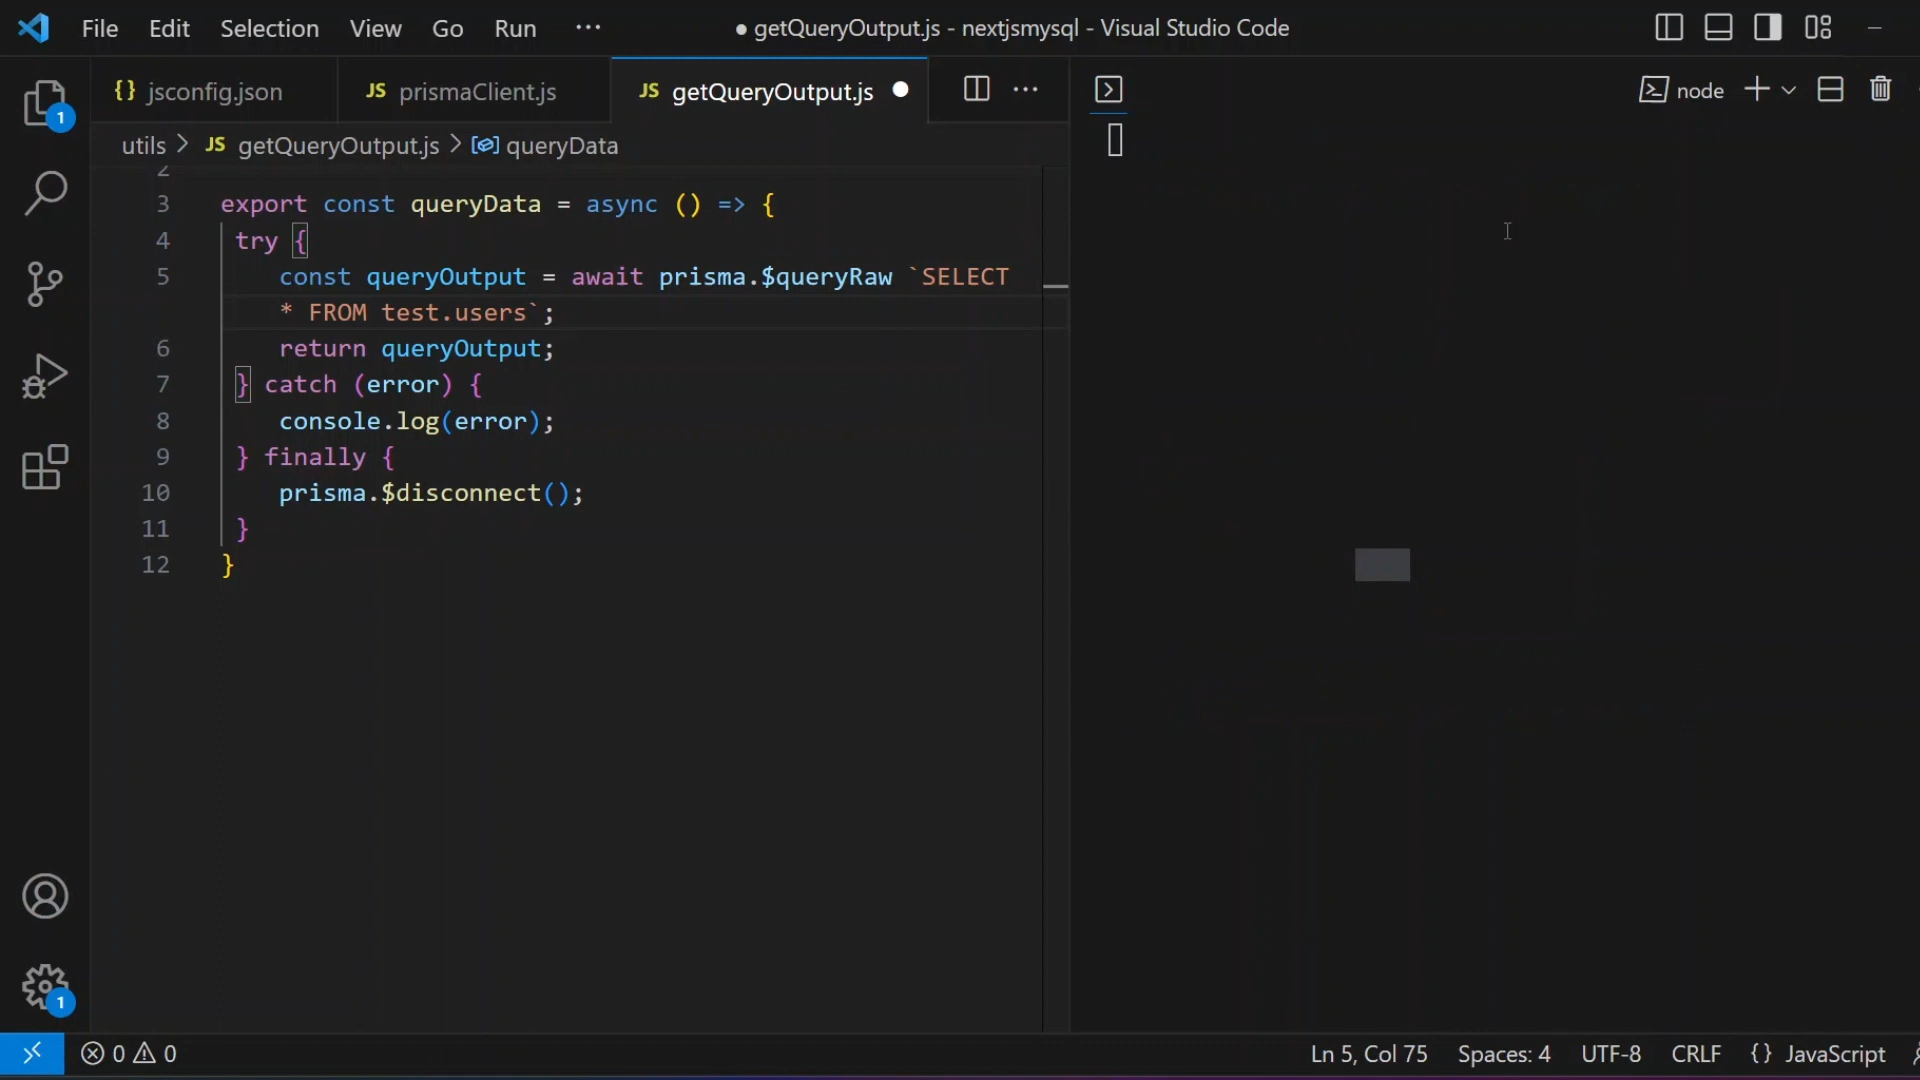 File Edit Selection View Go Run ··· ● getQueryOutput.js - nextjsmysql - Visual Studio Code
{} jsconfig.json JS prismaClient.js JS getQueryOutput.js ● ··· node
1
utils > JS getQueryOutput.js > queryData
2
3 export const queryData = async () => {
4 try {
5 const queryOutput = await prisma.$queryRaw `SELECT
* FROM test.users`;
6 return queryOutput;
7 } catch (error) {
8 console.log(error);
9 } finally {
10 prisma.$disconnect();
11 }
12 }
1
0 0 Ln 5, Col 75 Spaces: 4 UTF-8 CRLF {} JavaScript